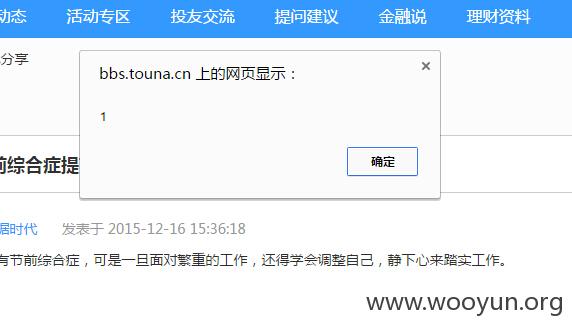 动态 活动专区 投友交流 提问建议 金融说 理财资料
分享
bbs.touna.cn 上的网页显示：
×
1
确定
前综合症提
据时代 发表于 2015-12-16 15:36:18
有节前综合症，可是一旦面对繁重的工作，还得学会调整自己，静下心来踏实工作。
www.wooyun.org